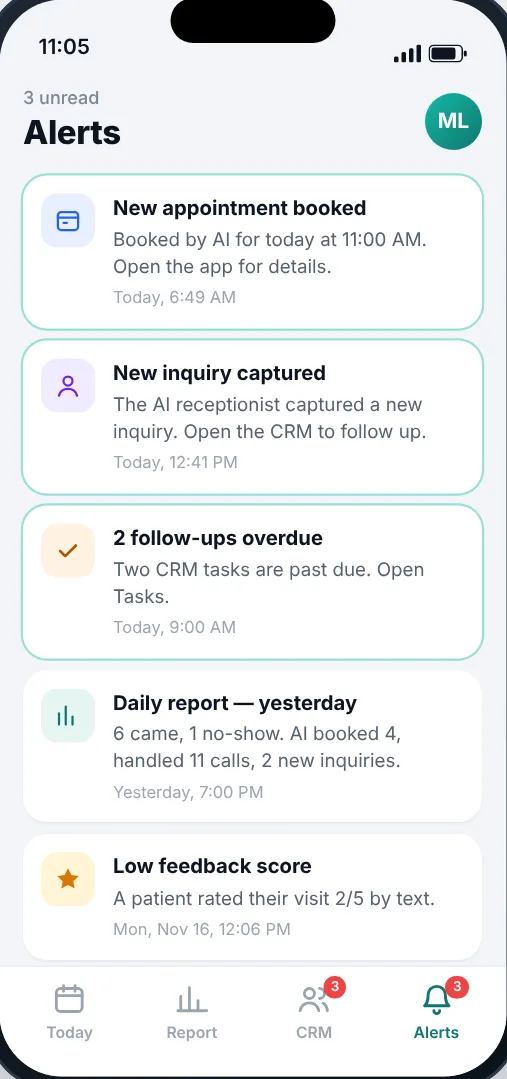 11:05
3 unread
Alerts
ML
New appointment booked
Booked by AI for today at 11:00 AM.
Open the app for details.
Today, 6:49 AM
New inquiry captured
The AI receptionist captured a new
inquiry. Open the CRM to follow up.
Today, 12:41 PM
2 follow-ups overdue
Two CRM tasks are past due. Open
Tasks.
Today, 9:00 AM
Daily report — yesterday
6 came, 1 no-show. AI booked 4,
handled 11 calls, 2 new inquiries.
Yesterday, 7:00 PM
Low feedback score
A patient rated their visit 2/5 by text.
Mon, Nov 16, 12:06 PM
3
3
Today
Report
CRM
Alerts